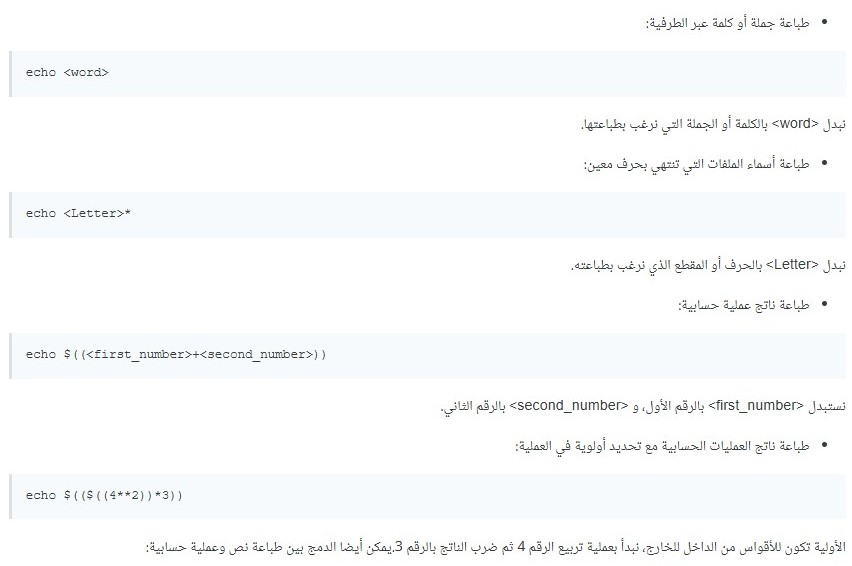 طباعة جملة أو كلمة عبر الطرفية:
echo <word>
نبدل <word> بالكلمة أو الجملة التي نرغب بطباعتها.
طباعة أسماء الملفات التي تنتهي بحرف معين:
echo <Letter>*
نبدل <Letter> بالحرف أو المقطع الذي نرغب بطباعته.
طباعة ناتج عملية حسابية:
echo $((<first_number>+<second_number>))
نستبدل <first_number> بالرقم الأول، و <second_number> بالرقم الثاني.
طباعة ناتج العمليات الحسابية مع تحديد أولوية في العملية:
echo $(($((4**2))*3))
الأولية تكون للأقواس من الداخل للخارج، نبدأ بعملية تربيع الرقم 4 ثم ضرب الناتج بالرقم 3.يمكن أيضا الدمج بين طباعة نص وعملية حسابية: